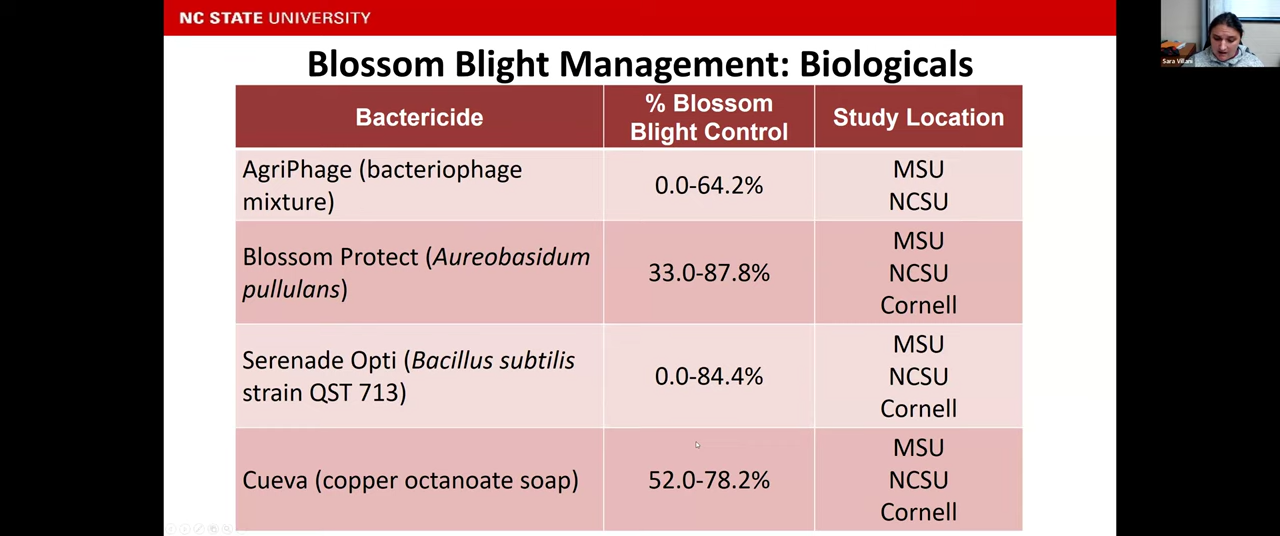 NC STATE UNIVERSITY
Sara Villani
Blossom Blight Management: Biologicals
Bactericide
% Blossom
Blight Control
Study Location
AgriPhage (bacteriophage
mixture)
0.0-64.2%
MSU
NCSU
Blossom Protect (Aureobasidum
pullulans)
33.0-87.8%
MSU
NCSU
Cornell
Serenade Opti (Bacillus subtilis
strain QST 713)
0.0-84.4%
MSU
NCSU
Cornell
Cueva (copper octanoate soap)
52.0-78.2%
MSU
NCSU
Cornell